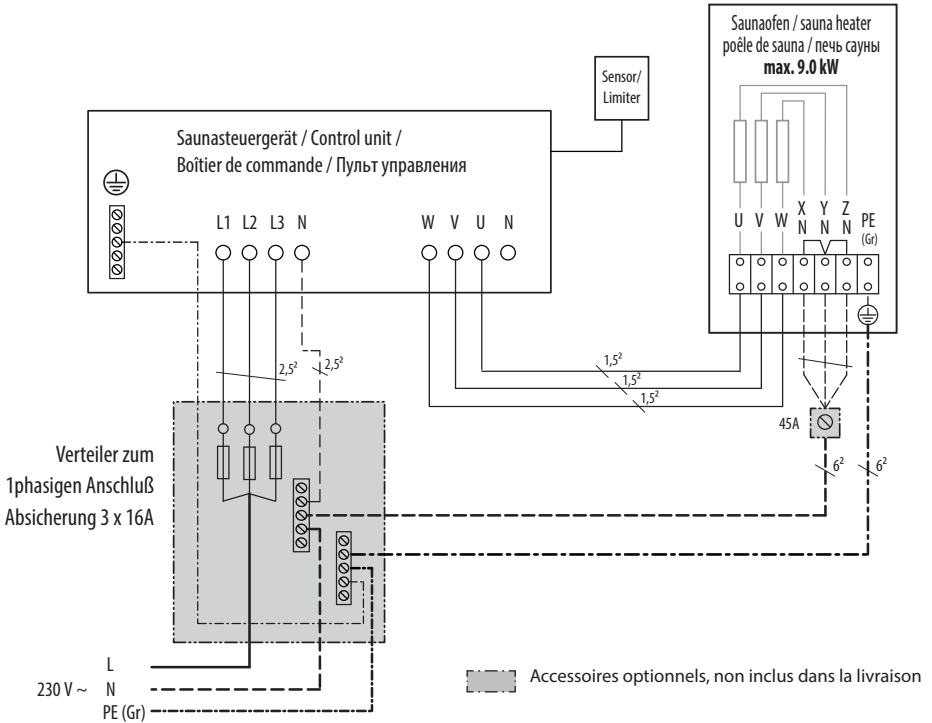 Saunaofen / sauna heater
poêle de sauna / печь сауны
max. 9.0 kW
Sensor/
Limiter
Saunasteuergerät / Control unit /
Boîtier de commande / Пульт управления
L1 L2 L3 N
W V U N
U V W X Y Z PE
N N N (Gr)
2,5²
2,5²
1,5²
1,5²
1,5²
45A
6²
6²
Verteiler zum
1phasigen Anschluß
Absicherung 3 x 16A
L
230 V ~ N
PE (Gr)
Accessoires optionnels, non inclus dans la livraison